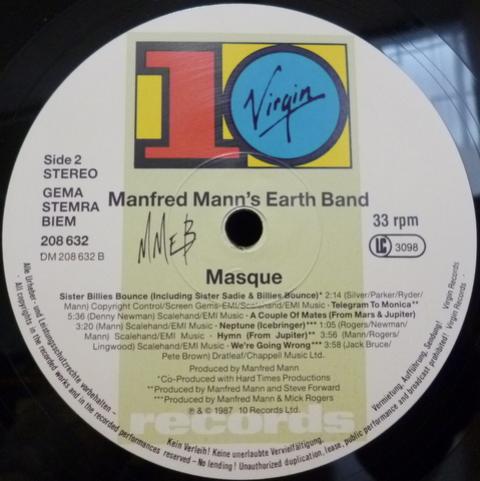 10
Virgin
Side 2
STEREO
GEMA
STEMRA
BIEM
208 632
DM 208 632 B
Manfred Mann's Earth Band
33 rpm
LC 3098
MMEB
Masque
Sister Billies Bounce (Including Sister Sadie & Billies Bounce)* 2:14 (Silver/Parker/Ryder/
Mann) Copyright Control/Screen Gems-EMI/Scalehand/EMI Music · Telegram To Monica**
5:36 (Denny Newman) Scalehand/EMI Music · A Couple Of Mates (From Mars & Jupiter)
3:20 (Mann) Scalehand/EMI Music · Neptune (Icebringer)*** 1:05 (Rogers/Newman/
Mann) Scalehand/EMI Music · Hymn (From Jupiter)** 3:56 (Mann/Rogers/
Lingwood) Scalehand/EMI Music · We're Going Wrong*** 3:58 (Jack Bruce/
Pete Brown) Dratleaf/Chappell Music Ltd.
Produced by Manfred Mann
*Co-Produced with Hard Times Productions
**Produced by Manfred Mann and Steve Forward
***Produced by Manfred Mann & Mick Rogers
℗ & © 1987 10 Records Ltd.
records
Alle Urheber- und Leistungsschutzrechte vorbehalten – Kein Verleih! Keine unerlaubte Vervielfältigung, Vermietung, Aufführung, Sendung! Virgin Records
· All copyrights in the recorded works and in the recorded performances reserved – No lending! Unauthorized duplication, lease, public performance and broadcast prohibited! Virgin Records